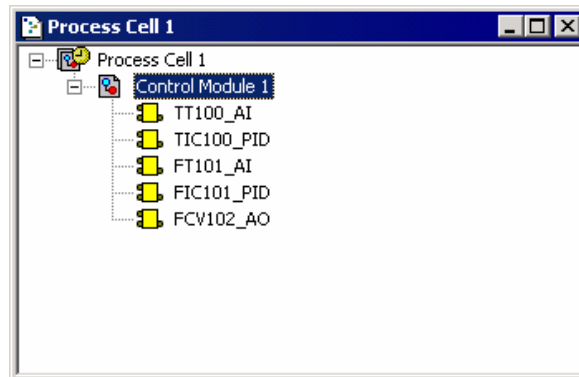 Process Cell 1
Process Cell 1
Control Module 1
TT100_AI
TIC100_PID
FT101_AI
FIC101_PID
FCV102_AO